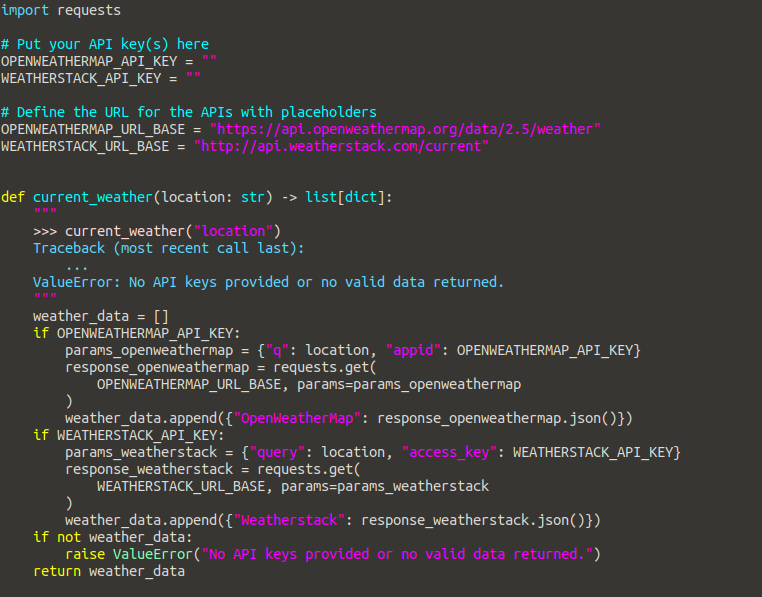 import requests

# Put your API key(s) here
OPENWEATHERMAP_API_KEY = ""
WEATHERSTACK_API_KEY = ""

# Define the URL for the APIs with placeholders
OPENWEATHERMAP_URL_BASE = "https://api.openweathermap.org/data/2.5/weather"
WEATHERSTACK_URL_BASE = "http://api.weatherstack.com/current"


def current_weather(location: str) -> list[dict]:
    """
    >>> current_weather("location")
    Traceback (most recent call last):
        ...
    ValueError: No API keys provided or no valid data returned.
    """
    weather_data = []
    if OPENWEATHERMAP_API_KEY:
        params_openweathermap = {"q": location, "appid": OPENWEATHERMAP_API_KEY}
        response_openweathermap = requests.get(
            OPENWEATHERMAP_URL_BASE, params=params_openweathermap
        )
        weather_data.append({"OpenWeatherMap": response_openweathermap.json()})
    if WEATHERSTACK_API_KEY:
        params_weatherstack = {"query": location, "access_key": WEATHERSTACK_API_KEY}
        response_weatherstack = requests.get(
            WEATHERSTACK_URL_BASE, params=params_weatherstack
        )
        weather_data.append({"Weatherstack": response_weatherstack.json()})
    if not weather_data:
        raise ValueError("No API keys provided or no valid data returned.")
    return weather_data